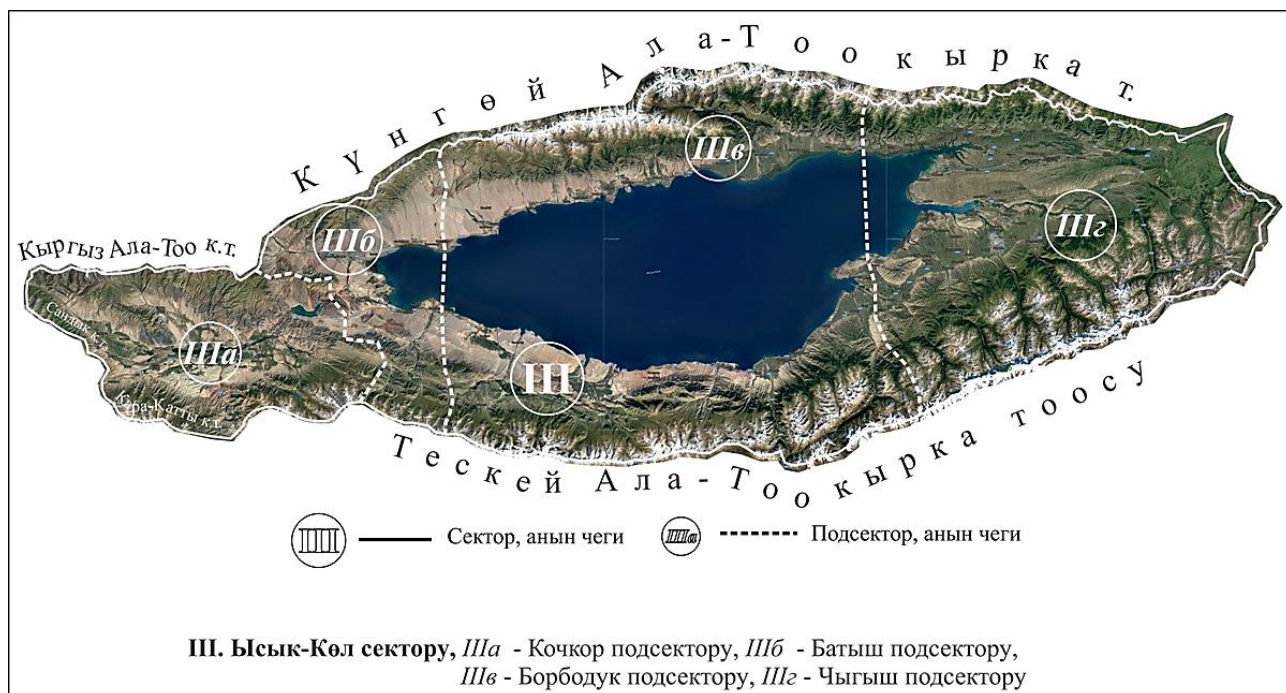 Күнгөй Ала-Тоо кырка т.
IIIв
IIIб
IIIг
Кыргыз Ала-Тоо к.т.
Сандык к.т.
IIIа
III
Кара-Катты к.т.
Тескей Ала-Тоо кырка тоосу
III Сектор, анын чеги
IIIа Подсектор, анын чеги
III. Ысык-Көл сектору, IIIа - Кочкор подсектору, IIIб - Батыш подсектору,
IIIв - Борбодук подсектору, IIIг - Чыгыш подсектору